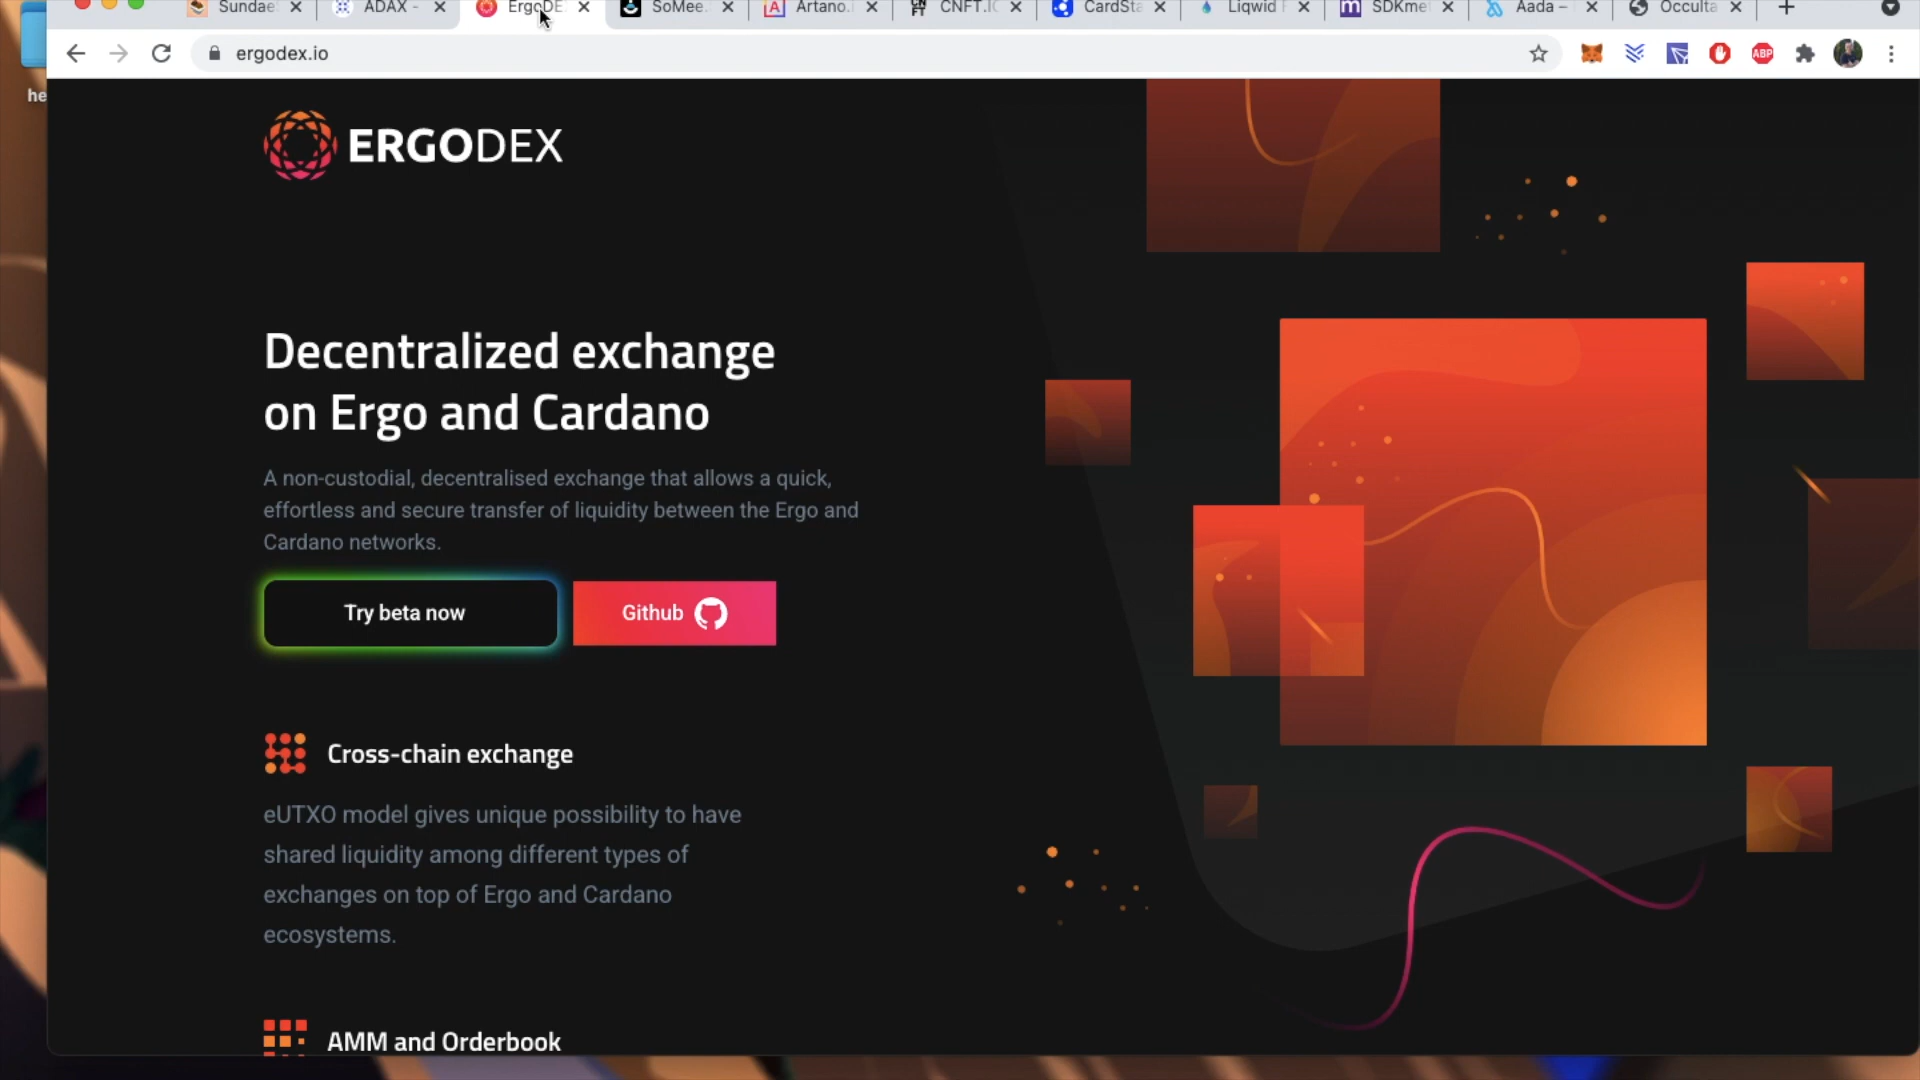 Sundae
ADAX -
ErgoDE
SoMee.
Artano.
CNFT.IO
CardSta
Liqwid
SDKme
Aada –
Occulta
ergodex.io
ABP
he
ERGODEX
Decentralized exchange
on Ergo and Cardano
A non-custodial, decentralised exchange that allows a quick,
effortless and secure transfer of liquidity between the Ergo and
Cardano networks.
Try beta now
Github
Cross-chain exchange
eUTXO model gives unique possibility to have
shared liquidity among different types of
exchanges on top of Ergo and Cardano
ecosystems.
AMM and Orderbook